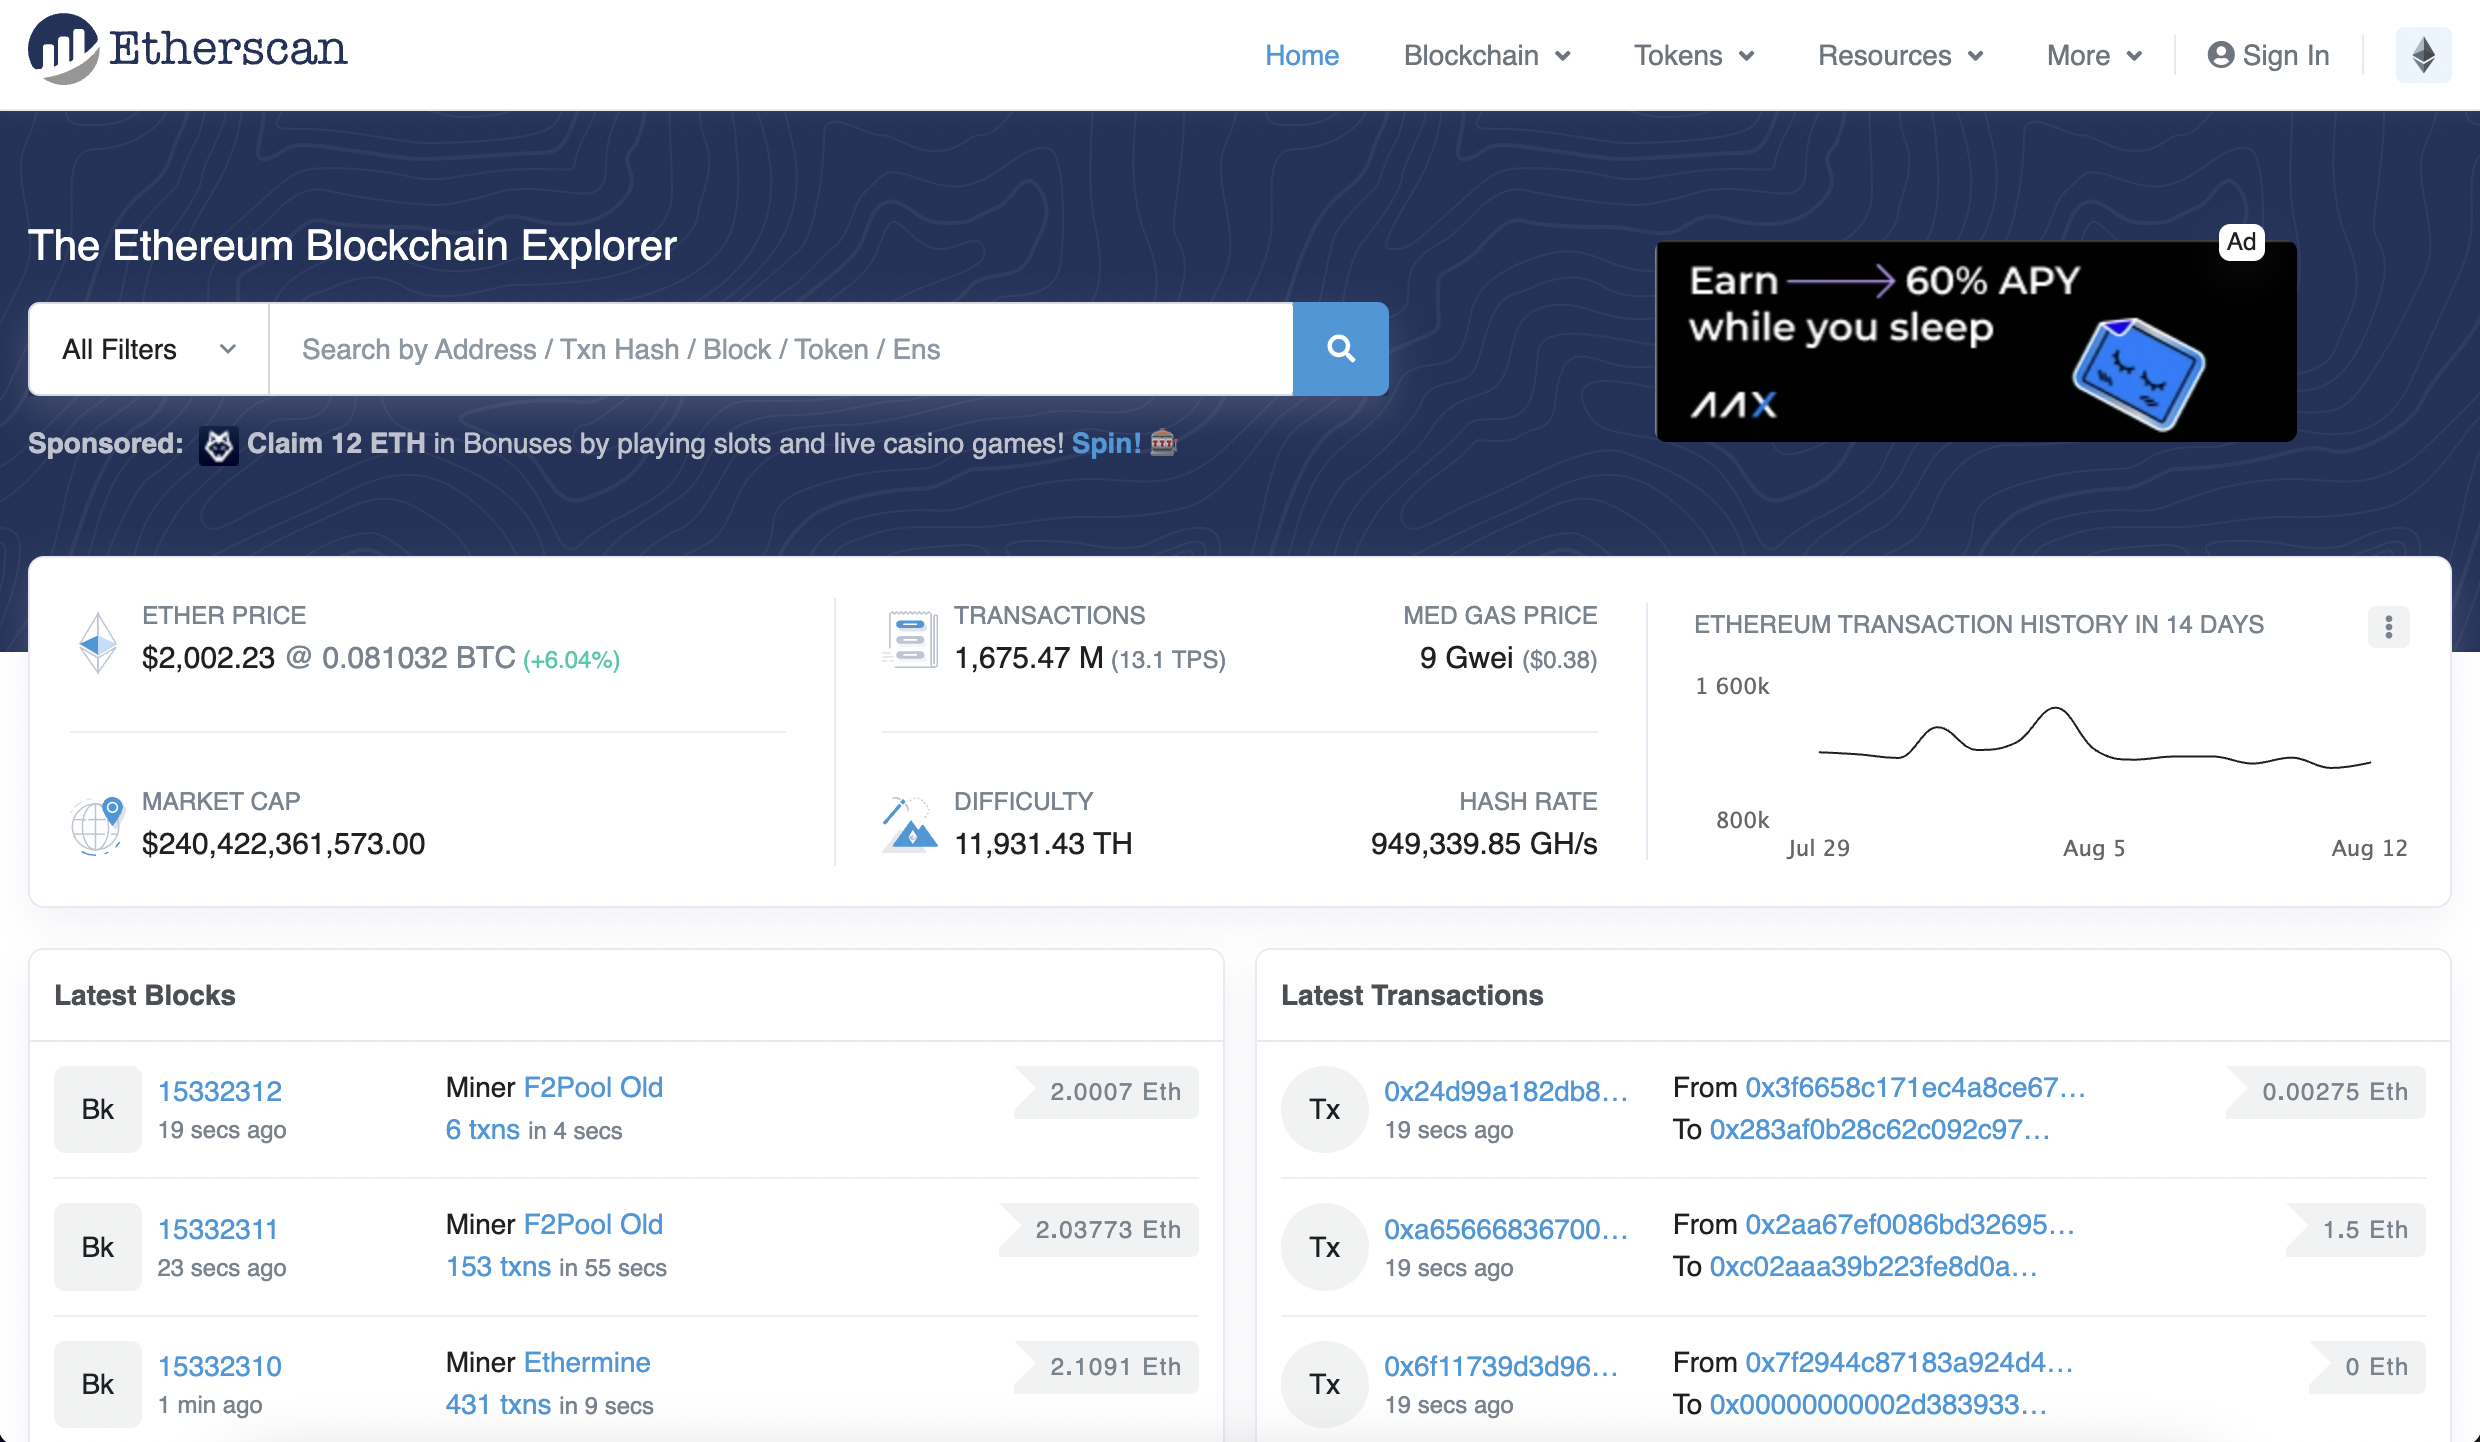 Etherscan
Home Blockchain Tokens Resources More Sign In
The Ethereum Blockchain Explorer
All Filters Search by Address / Txn Hash / Block / Token / Ens
Sponsored: Claim 12 ETH in Bonuses by playing slots and live casino games! Spin!
Ad
Earn 60% APY
while you sleep
AAX
ETHER PRICE
$2,002.23 @ 0.081032 BTC (+6.04%)
MARKET CAP
$240,422,361,573.00
TRANSACTIONS
1,675.47 M (13.1 TPS)
MED GAS PRICE
9 Gwei ($0.38)
DIFFICULTY
11,931.43 TH
HASH RATE
949,339.85 GH/s
ETHEREUM TRANSACTION HISTORY IN 14 DAYS
1 600k
800k
Jul 29 Aug 5 Aug 12
Latest Blocks
Bk 15332312 Miner F2Pool Old 2.0007 Eth
19 secs ago 6 txns in 4 secs
Bk 15332311 Miner F2Pool Old 2.03773 Eth
23 secs ago 153 txns in 55 secs
Bk 15332310 Miner Ethermine 2.1091 Eth
1 min ago 431 txns in 9 secs
Latest Transactions
Tx 0x24d99a182db8... From 0x3f6658c171ec4a8ce67... 0.00275 Eth
19 secs ago To 0x283af0b28c62c092c97...
Tx 0xa65666836700... From 0x2aa67ef0086bd32695... 1.5 Eth
19 secs ago To 0xc02aaa39b223fe8d0a...
Tx 0x6f11739d3d96... From 0x7f2944c87183a924d4... 0 Eth
19 secs ago To 0x00000000002d383933...